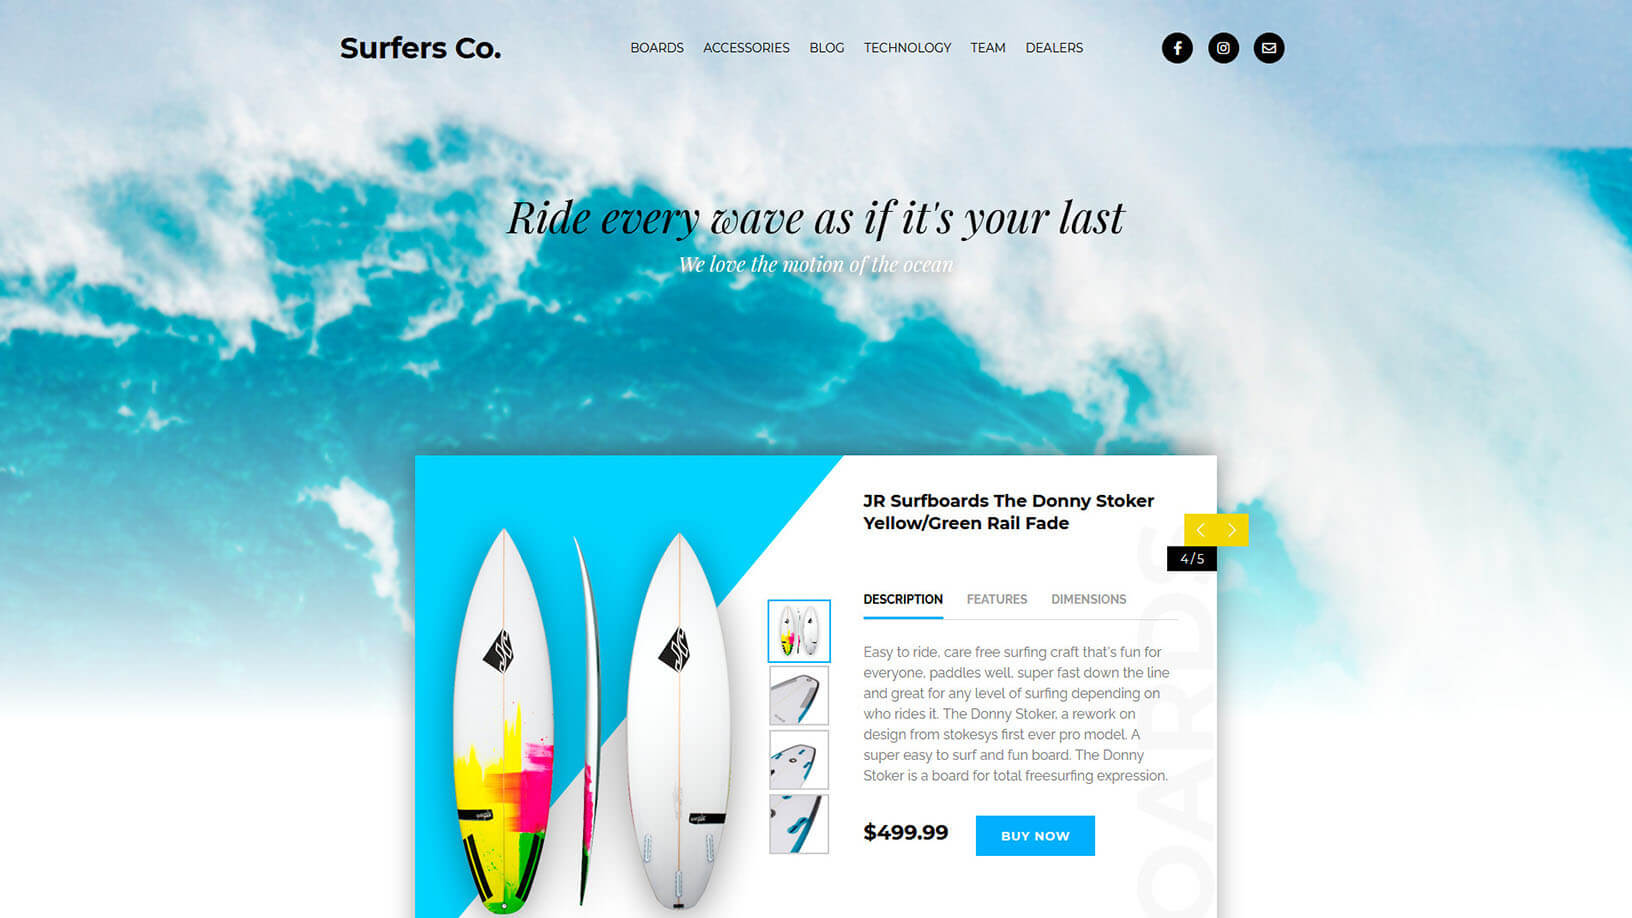 Surfers Co.
BOARDS ACCESSORIES BLOG TECHNOLOGY TEAM DEALERS
Ride every wave as if it's your last
We love the motion of the ocean
JR Surfboards The Donny Stoker
Yellow/Green Rail Fade
4/5
DESCRIPTION FEATURES DIMENSIONS
Easy to ride, care free surfing craft that's fun for
everyone, paddles well, super fast down the line
and great for any level of surfing depending on
who rides it. The Donny Stoker, a rework on
design from stokesys first ever pro model. A
super easy to surf and fun board. The Donny
Stoker is a board for total freesurfing expression.
$499.99 BUY NOW
OARDS